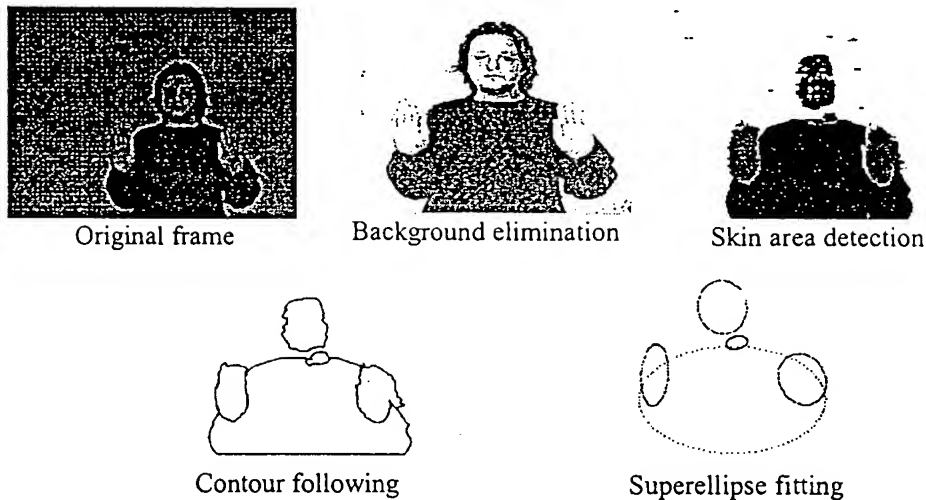 Original frame
Background elimination
Skin area detection
Contour following
Superellipse fitting